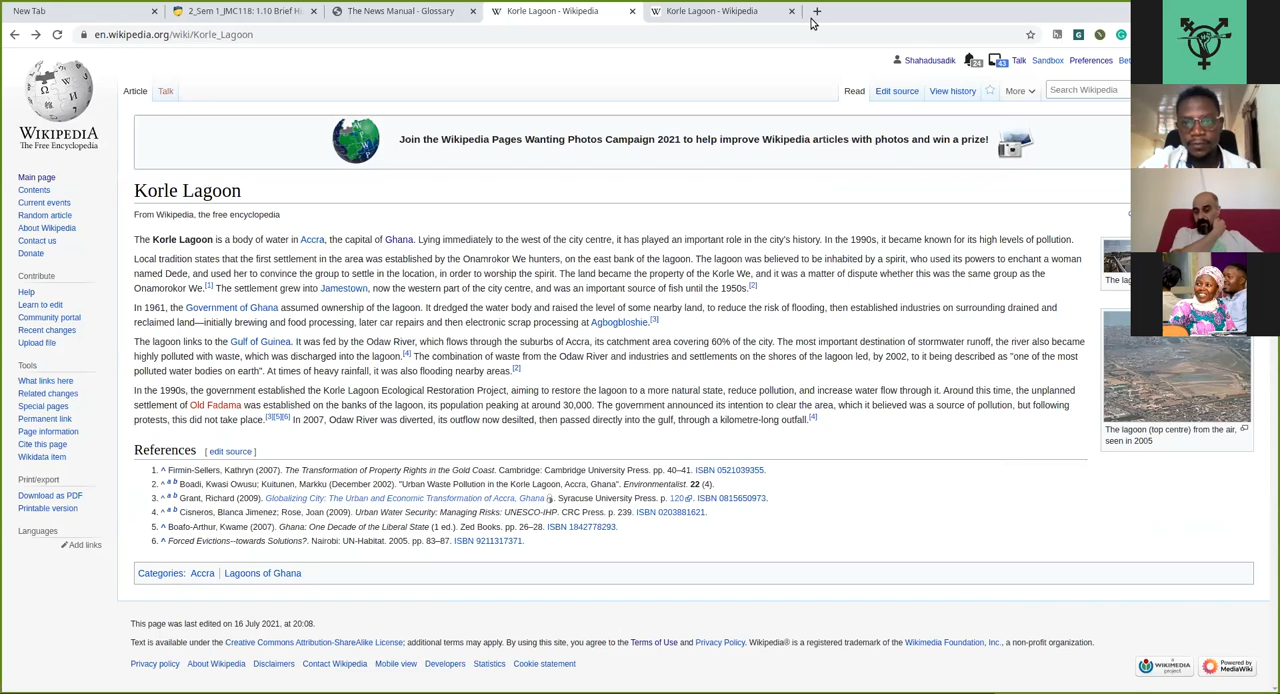 New Tab
2_Sem 1_JMC118: 1.10 Brief Hi
The News Manual - Glossary
Korle Lagoon - Wikipedia
Korle Lagoon - Wikipedia
en.wikipedia.org/wiki/Korle_Lagoon
Shahadusadik 24 43 Talk Sandbox Preferences Bet
Article Talk Read Edit source View history More Search Wikipedia
WIKIPEDIA
The Free Encyclopedia
Main page
Contents
Current events
Random article
About Wikipedia
Contact us
Donate
Contribute
Help
Learn to edit
Community portal
Recent changes
Upload file
Tools
What links here
Related changes
Special pages
Permanent link
Page information
Cite this page
Wikidata item
Print/export
Download as PDF
Printable version
Languages
Add links
Join the Wikipedia Pages Wanting Photos Campaign 2021 to help improve Wikipedia articles with photos and win a prize!
Korle Lagoon
From Wikipedia, the free encyclopedia
The Korle Lagoon is a body of water in Accra, the capital of Ghana. Lying immediately to the west of the city centre, it has played an important role in the city's history. In the 1990s, it became known for its high levels of pollution.
Local tradition states that the first settlement in the area was established by the Onamrokor We hunters, on the east bank of the lagoon. The lagoon was believed to be inhabited by a spirit, who used its powers to enchant a woman
named Dede, and used her to convince the group to settle in the location, in order to worship the spirit. The land became the property of the Korle We, and it was a matter of dispute whether this was the same group as the
Onamorokor We.[1] The settlement grew into Jamestown, now the western part of the city centre, and was an important source of fish until the 1950s.[2]
In 1961, the Government of Ghana assumed ownership of the lagoon. It dredged the water body and raised the level of some nearby land, to reduce the risk of flooding, then established industries on surrounding drained and
reclaimed land—initially brewing and food processing, later car repairs and then electronic scrap processing at Agbogbloshie.[3]
The lagoon links to the Gulf of Guinea. It was fed by the Odaw River, which flows through the suburbs of Accra, its catchment area covering 60% of the city. The most important destination of stormwater runoff, the river also became
highly polluted with waste, which was discharged into the lagoon.[4] The combination of waste from the Odaw River and industries and settlements on the shores of the lagoon led, by 2002, to it being described as "one of the most
polluted water bodies on earth". At times of heavy rainfall, it was also flooding nearby areas.[2]
In the 1990s, the government established the Korle Lagoon Ecological Restoration Project, aiming to restore the lagoon to a more natural state, reduce pollution, and increase water flow through it. Around this time, the unplanned
settlement of Old Fadama was established on the banks of the lagoon, its population peaking at around 30,000. The government announced its intention to clear the area, which it believed was a source of pollution, but following
protests, this did not take place.[3][5][6] In 2007, Odaw River was diverted, its outflow now desilted, then passed directly into the gulf, through a kilometre-long outfall.[4]
The lag
The lagoon (top centre) from the air,
seen in 2005
References [ edit source ]
1. ^ Firmin-Sellers, Kathryn (2007). The Transformation of Property Rights in the Gold Coast. Cambridge: Cambridge University Press. pp. 40–41. ISBN 0521039355.
2. ^ a b Boadi, Kwasi Owusu; Kuitunen, Markku (December 2002). "Urban Waste Pollution in the Korle Lagoon, Accra, Ghana". Environmentalist. 22 (4).
3. ^ a b Grant, Richard (2009). Globalizing City: The Urban and Economic Transformation of Accra, Ghana. Syracuse University Press. p. 120. ISBN 0815650973.
4. ^ a b Cisneros, Blanca Jimenez; Rose, Joan (2009). Urban Water Security: Managing Risks: UNESCO-IHP. CRC Press. p. 239. ISBN 0203881621.
5. ^ Boafo-Arthur, Kwame (2007). Ghana: One Decade of the Liberal State (1 ed.). Zed Books. pp. 26–28. ISBN 1842778293.
6. ^ Forced Evictions--towards Solutions?. Nairobi: UN-Habitat. 2005. pp. 83–87. ISBN 9211317371.
Categories: Accra | Lagoons of Ghana
This page was last edited on 16 July 2021, at 20:08.
Text is available under the Creative Commons Attribution-ShareAlike License; additional terms may apply. By using this site, you agree to the Terms of Use and Privacy Policy. Wikipedia® is a registered trademark of the Wikimedia Foundation, Inc., a non-profit organization.
Privacy policy About Wikipedia Disclaimers Contact Wikipedia Mobile view Developers Statistics Cookie statement
a WIKIMEDIA project
Powered by MediaWiki